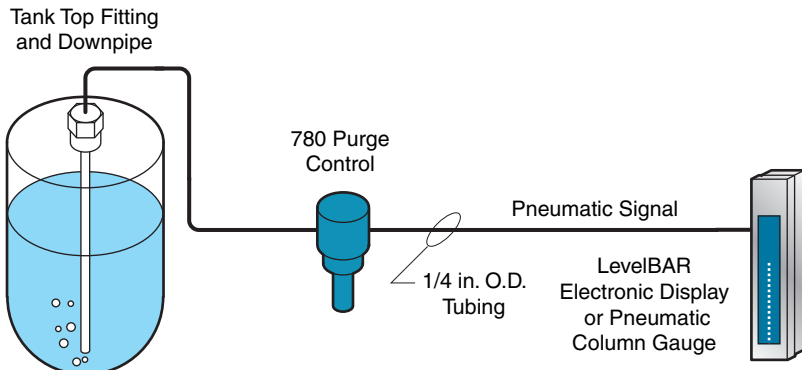 Tank Top Fitting
and Downpipe
780 Purge
Control
Pneumatic Signal
1/4 in. O.D.
Tubing
LevelBAR
Electronic Display
or Pneumatic
Column Gauge